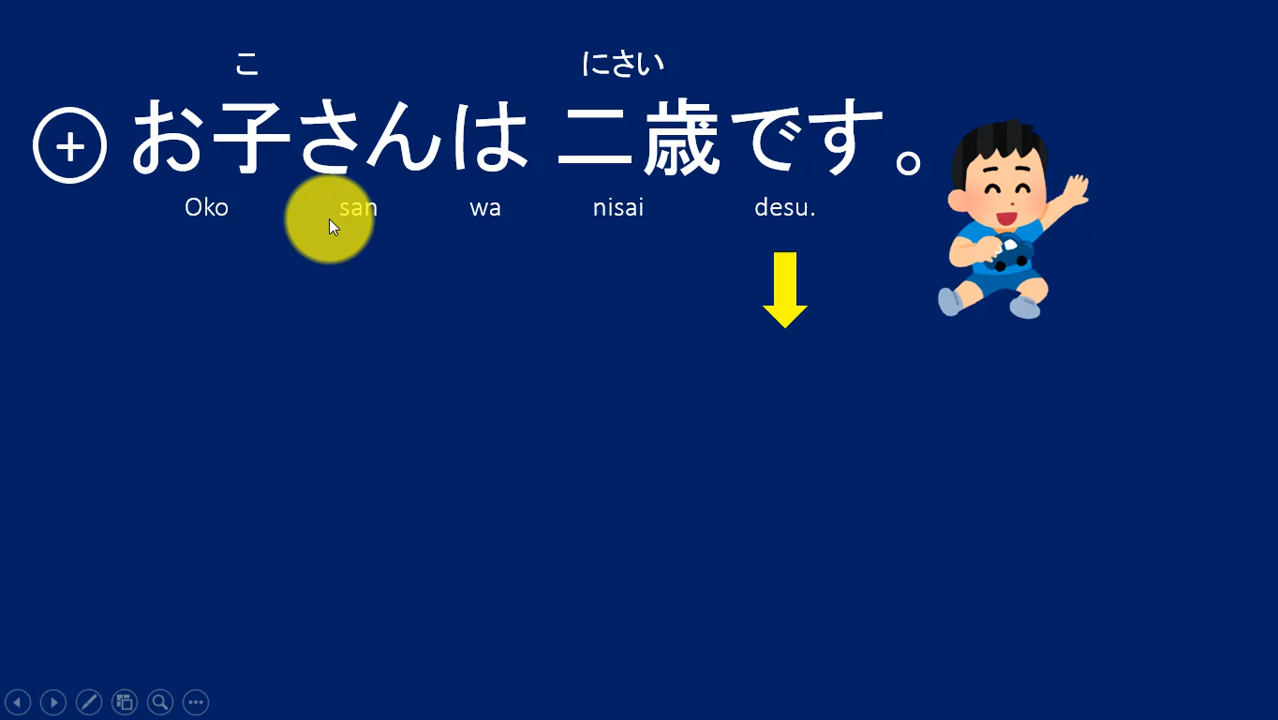 こ にさい
+ お子さんは 二歳です。
Oko san wa nisai desu.